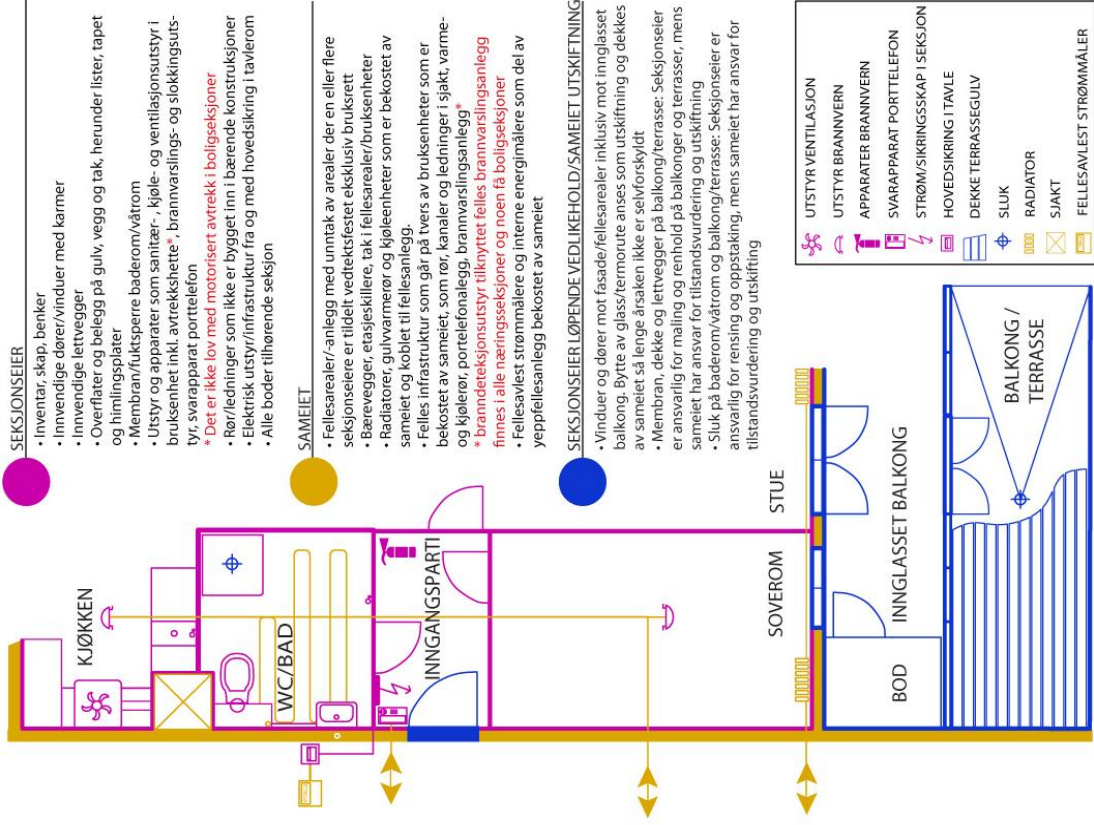 SEKSJONSEIER
• Inventar, skap, benker
• Innvendige dører/vinduer med karmer
• Innvendige lettvegger
• Overflater og belegg på gulv, vegg og tak, herunder lister, tapet
og himlingsplater
• Membran/fuktsperre baderom/våtrom
• Utstyr og apparater som sanitær-, kjøle- og ventilasjonsutstyr i
bruksenhet inkl. avtrekkshette*, brannvarslings- og slokkingsuts-
tyr, svarapparat porttelefon
* Det er ikke lov med motorisert avtrekk i boligseksjoner
• Rør/ledninger som ikke er bygget inn i bærende konstruksjoner
• Elektrisk utstyr/infrastruktur fra og med hovedsikring i tavlerom
• Alle boder tilhørende seksjon
SAMEIET
• Fellesarealer/-anlegg med unntak av arealer der en eller flere
seksjonseiere er tildelt vedtektsfestet eksklusiv bruksrett
• Bærevegger, etasjeskillere, tak i fellesarealer/bruksenheter
• Radiatorer, gulvarmerør og kjøleenheter som er bekostet av
sameiet og koblet til fellesanlegg.
• Felles infrastruktur som går på tvers av bruksenheter som er
bekostet av sameiet, som rør, kanaler og ledninger i sjakt, varme-
og kjølerør, portelefonalegg, brannvarslingsanlegg*
* branndeteksjonsutstyr tilknyttet felles brannvarslingsanlegg
finnes i alle næringsseksjoner og noen få boligseksjoner
• Fellesavlest strømmålere og interne energimålere som del av
yeppfellesanlegg bekostet av sameiet
SEKSJONSEIER LØPENDE VEDLIKEHOLD/SAMEIET UTSKIFTNING
• Vinduer og dører mot fasade/fellesarealer inklusiv mot innglasset
balkong. Bytte av glass/termorute anses som utskiftning og dekkes
av sameiet så lenge årsaken ikke er selvforskyldt
• Membran, dekke og lettvegger på balkong/terrasse: Seksjonseier
er ansvarlig for maling og renhold på balkonger og terrasser, mens
sameiet har ansvar for tilstandsvurdering og utskiftning
• Sluk på baderom/våtrom og balkong/terrasse: Seksjonseier er
ansvarlig for rensing og oppstaking, mens sameiet har ansvar for
tilstandsvurdering og utskifting
UTSTYR VENTILASJON
UTSTYR BRANNVERN
APPARATER BRANNVERN
SVARAPPARAT PORTTELEFON
STRØM/SIKRINGSSKAP I SEKSJON
HOVEDSIKRING I TAVLE
DEKKE TERRASSEGULV
SLUK
RADIATOR
SJAKT
FELLESAVLEST STRØMMÅLER
KJØKKEN
WC/BAD
INNGANGSPARTI
SOVEROM
STUE
BOD
INNGLASSET BALKONG
BALKONG /
TERRASSE